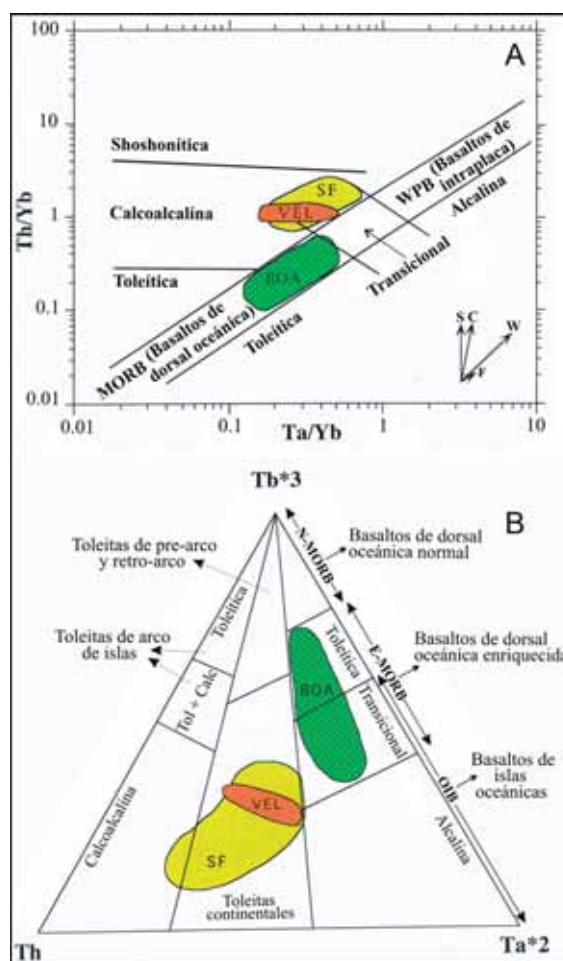 100
A
10
1
0.1
0.01
Th/Yb
Shoshonítica
Calcoalcalína
Toleítica
SF
VEL
BOA
WPB (Basaltos de
intraplaca)
Alcalina
Transicional
MORB (Basaltos de
dorsal oceánica)
Toleítica
S C
W
F
0.01
0.1
1
10
Ta/Yb
Tb*3
B
Toleitas de pre-arco
y retro-arco
Toleitas de arco
de islas
Toleítica
Tol + Calc
Calcoalcalina
N-MORB
Basaltos de dorsal
oceánica normal
E-MORB
Basaltos de dorsal
oceánica enriquecida
OIB
Basaltos de
islas
oceánicas
Toleítica
Transicional
Alcalina
BOA
VEL
SF
Toleitas
continentales
Th
Ta*2